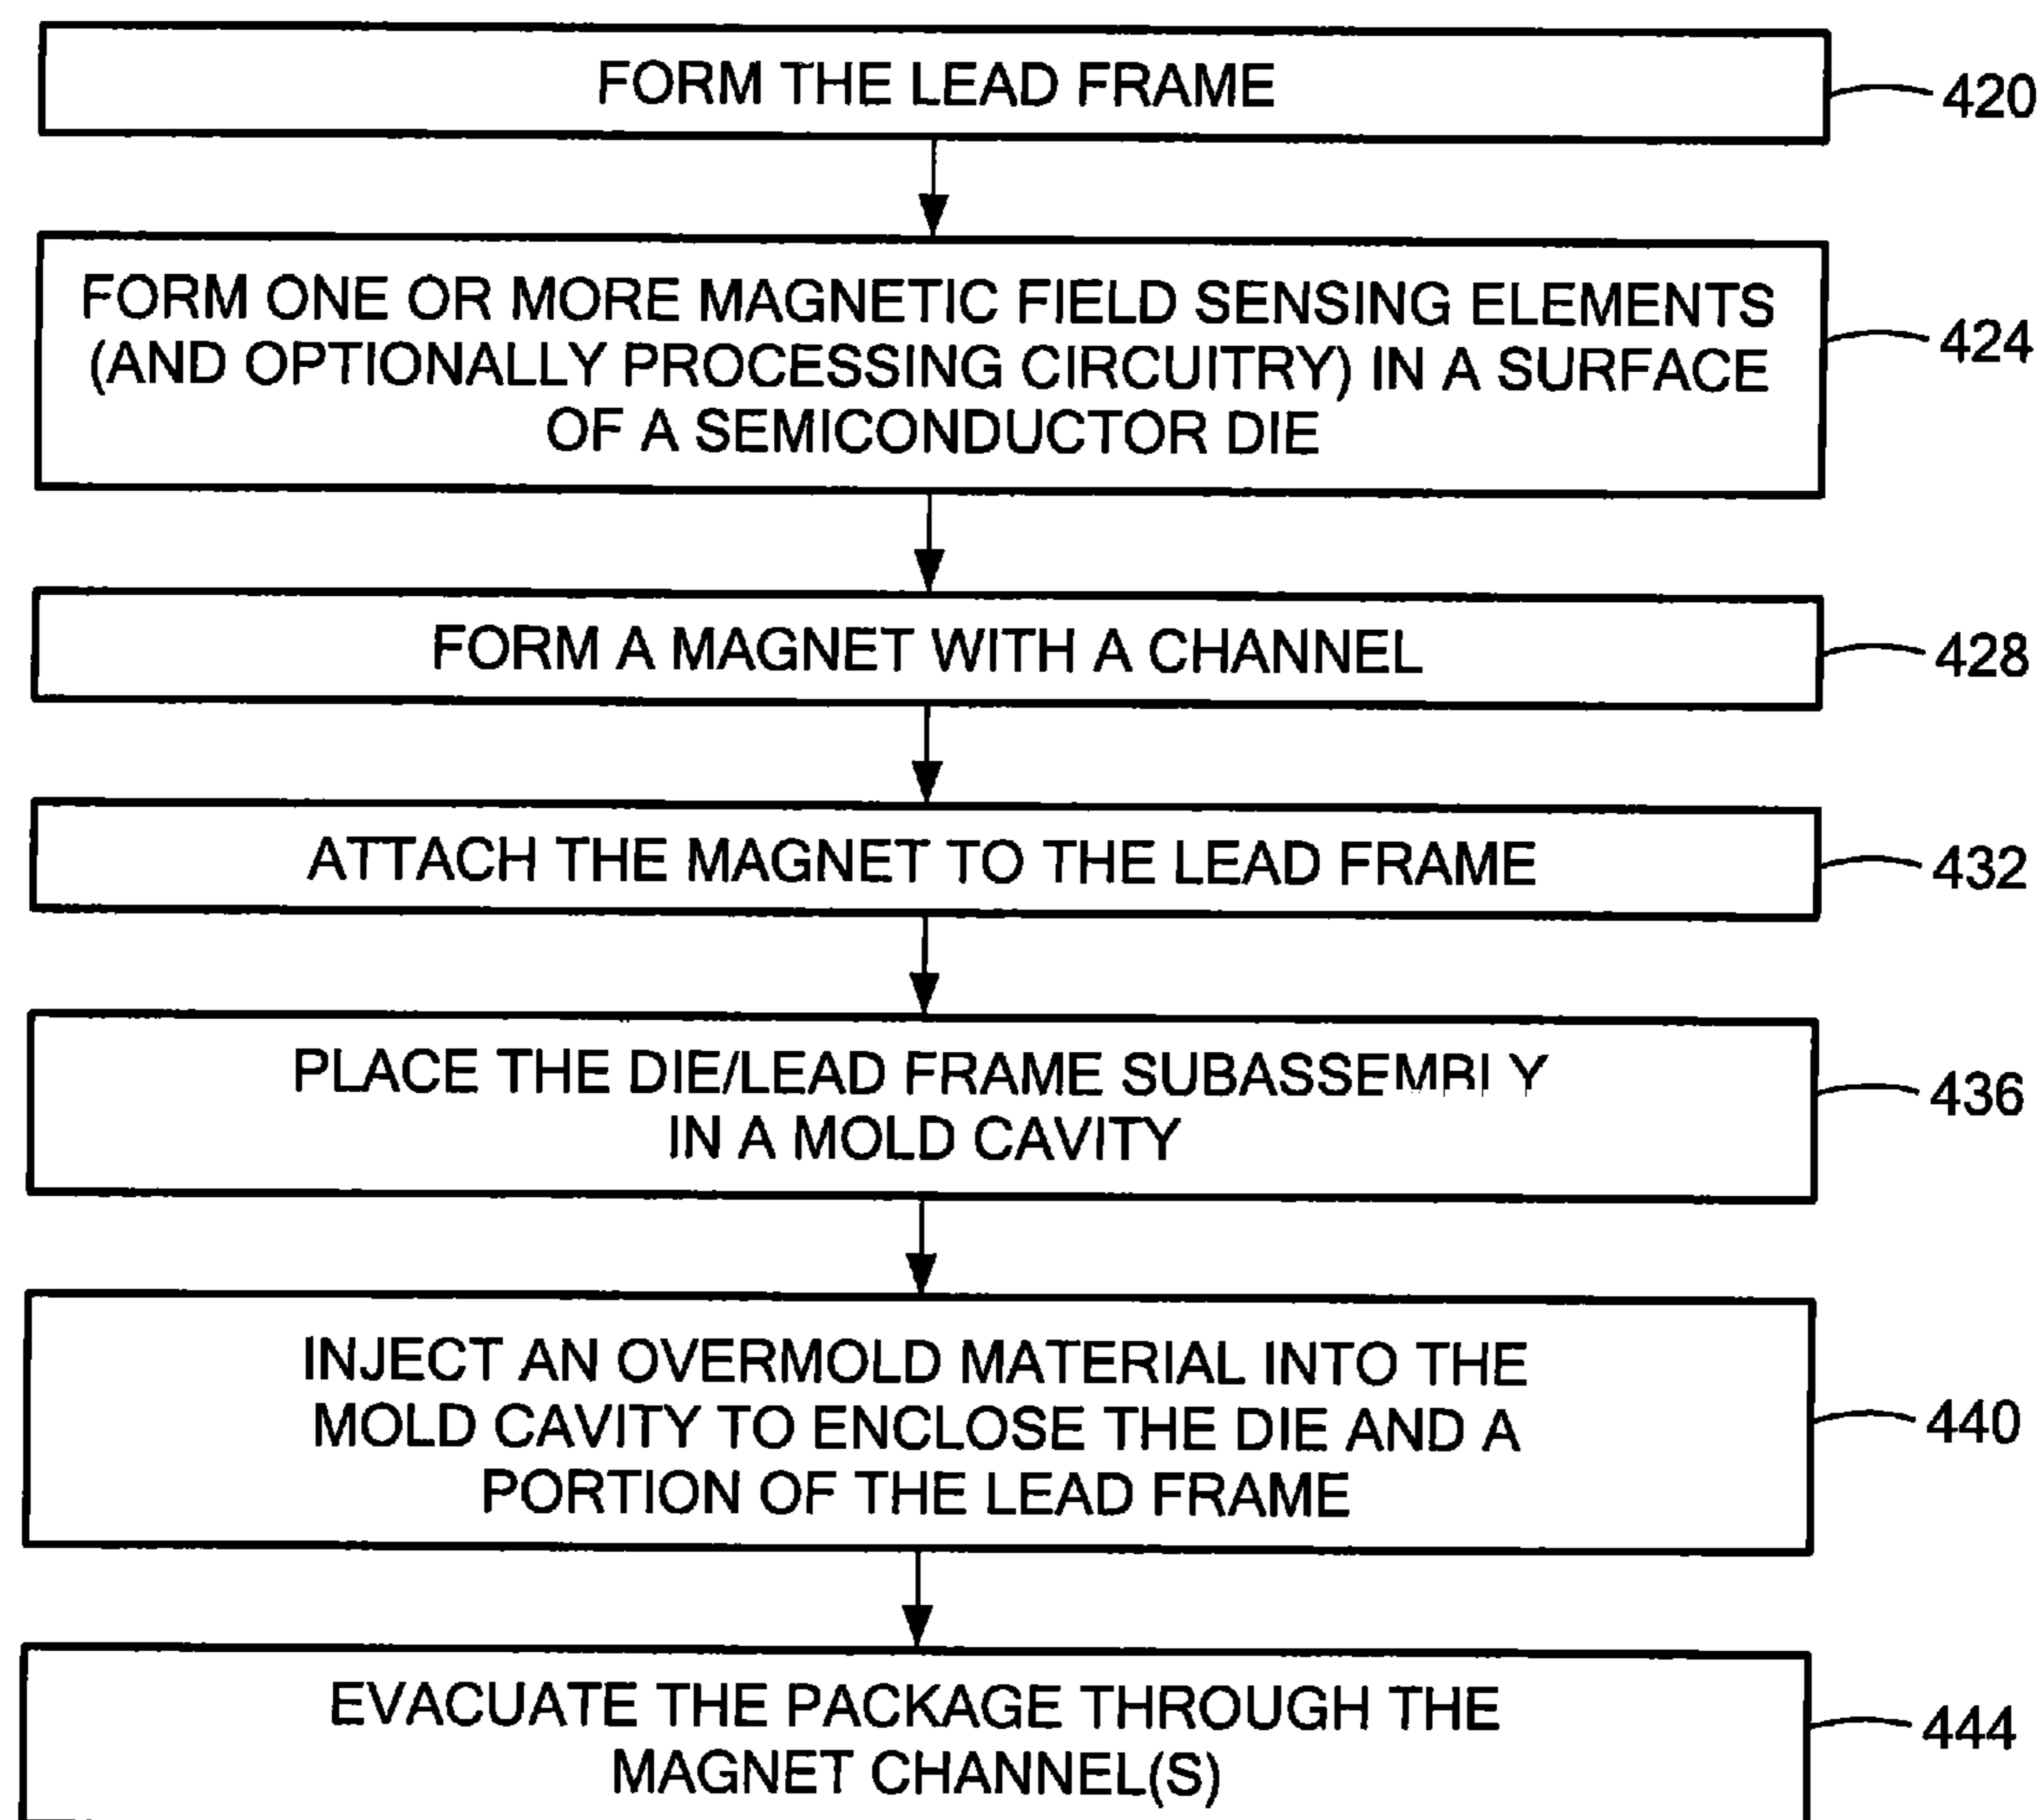 FORM THE LEAD FRAME
420
FORM ONE OR MORE MAGNETIC FIELD SENSING ELEMENTS
(AND OPTIONALLY PROCESSING CIRCUITRY) IN A SURFACE
OF A SEMICONDUCTOR DIE
424
FORM A MAGNET WITH A CHANNEL
428
ATTACH THE MAGNET TO THE LEAD FRAME
432
PLACE THE DIE/LEAD FRAME SUBASSEMBLY
IN A MOLD CAVITY
436
INJECT AN OVERMOLD MATERIAL INTO THE
MOLD CAVITY TO ENCLOSE THE DIE AND A
PORTION OF THE LEAD FRAME
440
EVACUATE THE PACKAGE THROUGH THE
MAGNET CHANNEL(S)
444